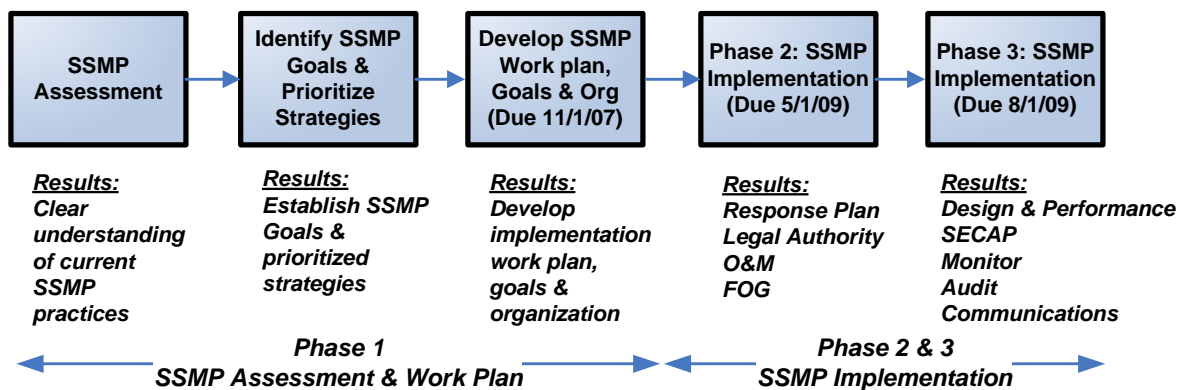 SSMP
Assessment
Identify SSMP
Goals &
Prioritize
Strategies
Develop SSMP
Work plan,
Goals & Org
(Due 11/1/07)
Phase 2: SSMP
Implementation
(Due 5/1/09)
Phase 3: SSMP
Implementation
(Due 8/1/09)
Results:
Clear
understanding
of current
SSMP
practices
Results:
Establish SSMP
Goals &
prioritized
strategies
Results:
Develop
implementation
work plan,
goals &
organization
Results:
Response Plan
Legal Authority
O&M
FOG
Results:
Design & Performance
SECAP
Monitor
Audit
Communications
Phase 1
SSMP Assessment & Work Plan
Phase 2 & 3
SSMP Implementation